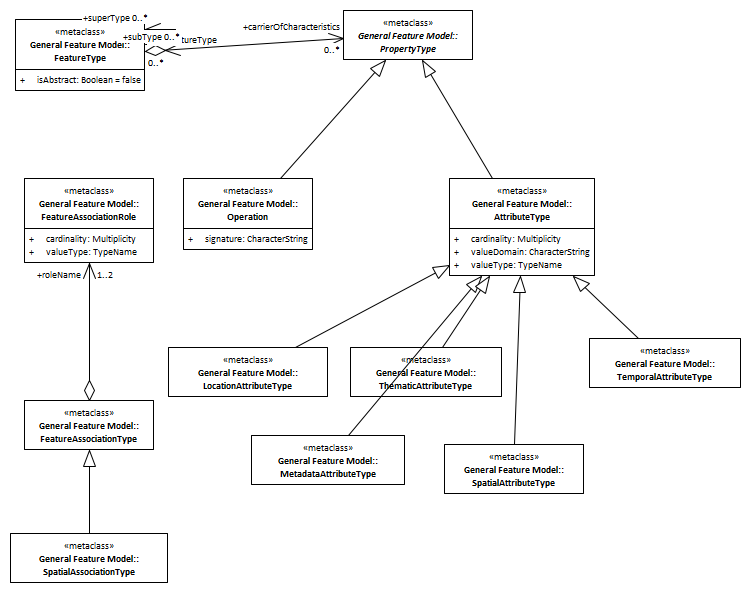 +superType 0..*
«metaclass»
General Feature Model::
FeatureType
+ isAbstract: Boolean = false
+subType 0..*
tureType
0..*
+carrierOfCharacteristics
0..*
«metaclass»
General Feature Model::
PropertyType
«metaclass»
General Feature Model::
FeatureAssociationRole
+ cardinality: Multiplicity
+ valueType: TypeName
«metaclass»
General Feature Model::
Operation
+ signature: CharacterString
«metaclass»
General Feature Model::
AttributeType
+ cardinality: Multiplicity
+ valueDomain: CharacterString
+ valueType: TypeName
+roleName
1..2
«metaclass»
General Feature Model::
LocationAttributeType
«metaclass»
General Feature Model::
ThematicAttributeType
«metaclass»
General Feature Model::
TemporalAttributeType
«metaclass»
General Feature Model::
FeatureAssociationType
«metaclass»
General Feature Model::
MetadataAttributeType
«metaclass»
General Feature Model::
SpatialAttributeType
«metaclass»
General Feature Model::
SpatialAssociationType